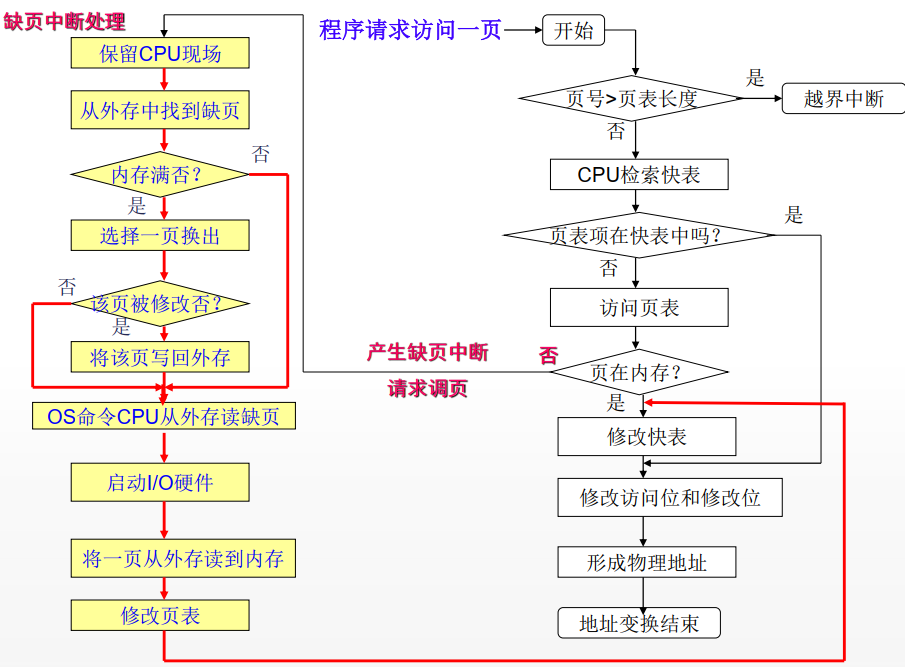 缺页中断处理
保留CPU现场
从外存中找到缺页
内存满否?
否
是
选择一页换出
否
该页被修改否?
是
将该页写回外存
OS命令CPU从外存读缺页
启动I/O硬件
将一页从外存读到内存
修改页表
程序请求访问一页
开始
页号>页表长度
是
越界中断
否
CPU检索快表
页表项在快表中吗?
是
否
访问页表
产生缺页中断
请求调页
否
页在内存?
是
修改快表
修改访问位和修改位
形成物理地址
地址变换结束